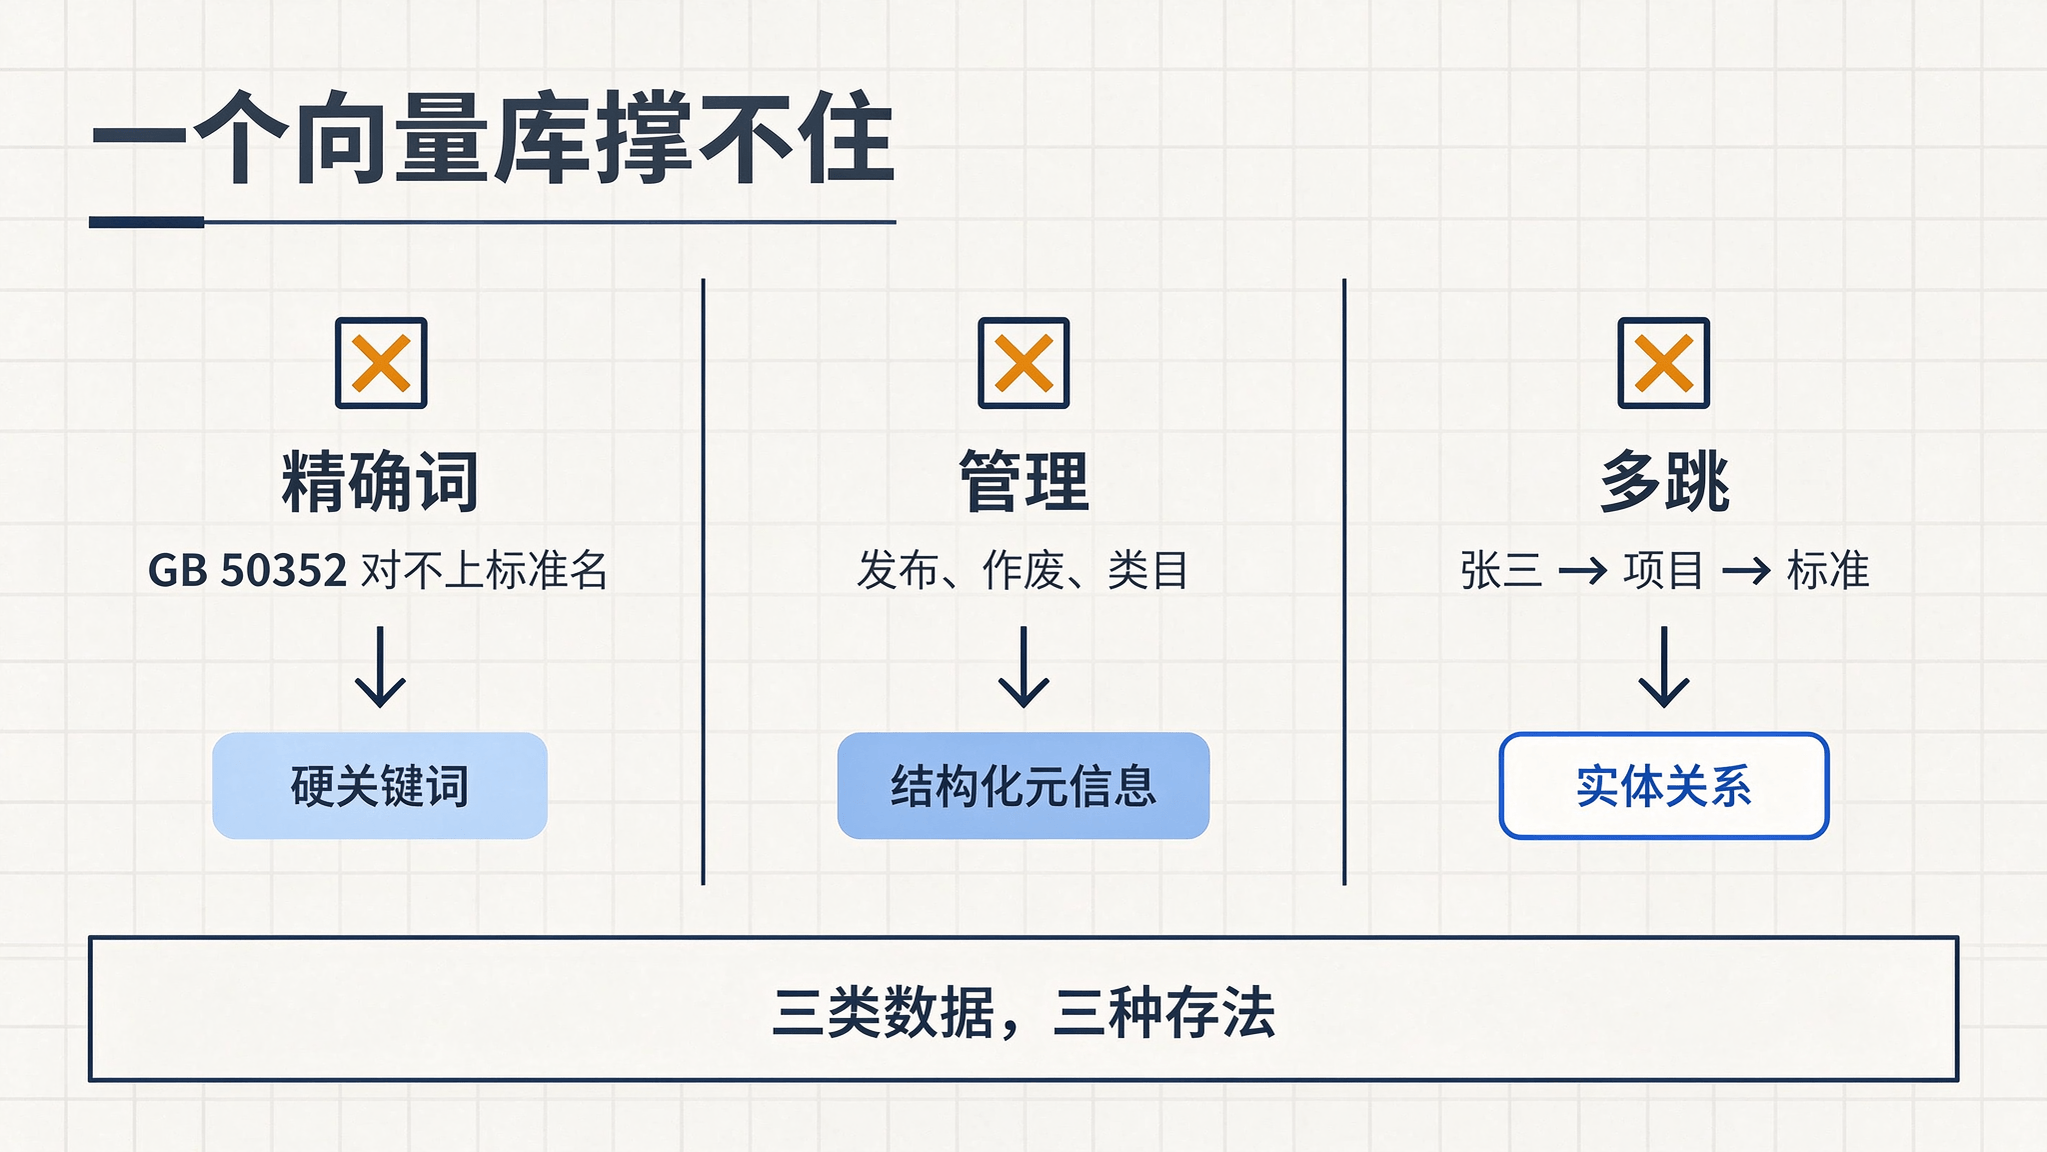 一个向量库撑不住
精确词
GB 50352 对不上标准名
硬关键词
管理
发布、作废、类目
结构化元信息
多跳
张三 → 项目 → 标准
实体关系
三类数据，三种存法